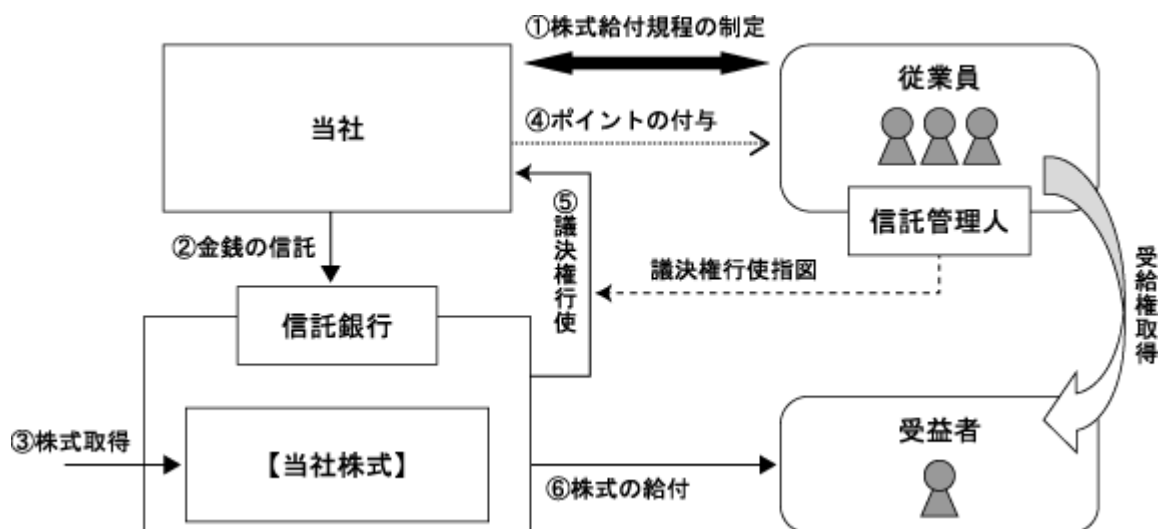 ①株式給付規程の制定
当社
従業員
④ポイントの付与
信託管理人
②金銭の信託
⑤議決権行使
議決権行使指図
受給権取得
信託銀行
③株式取得
【当社株式】
⑥株式の給付
受益者